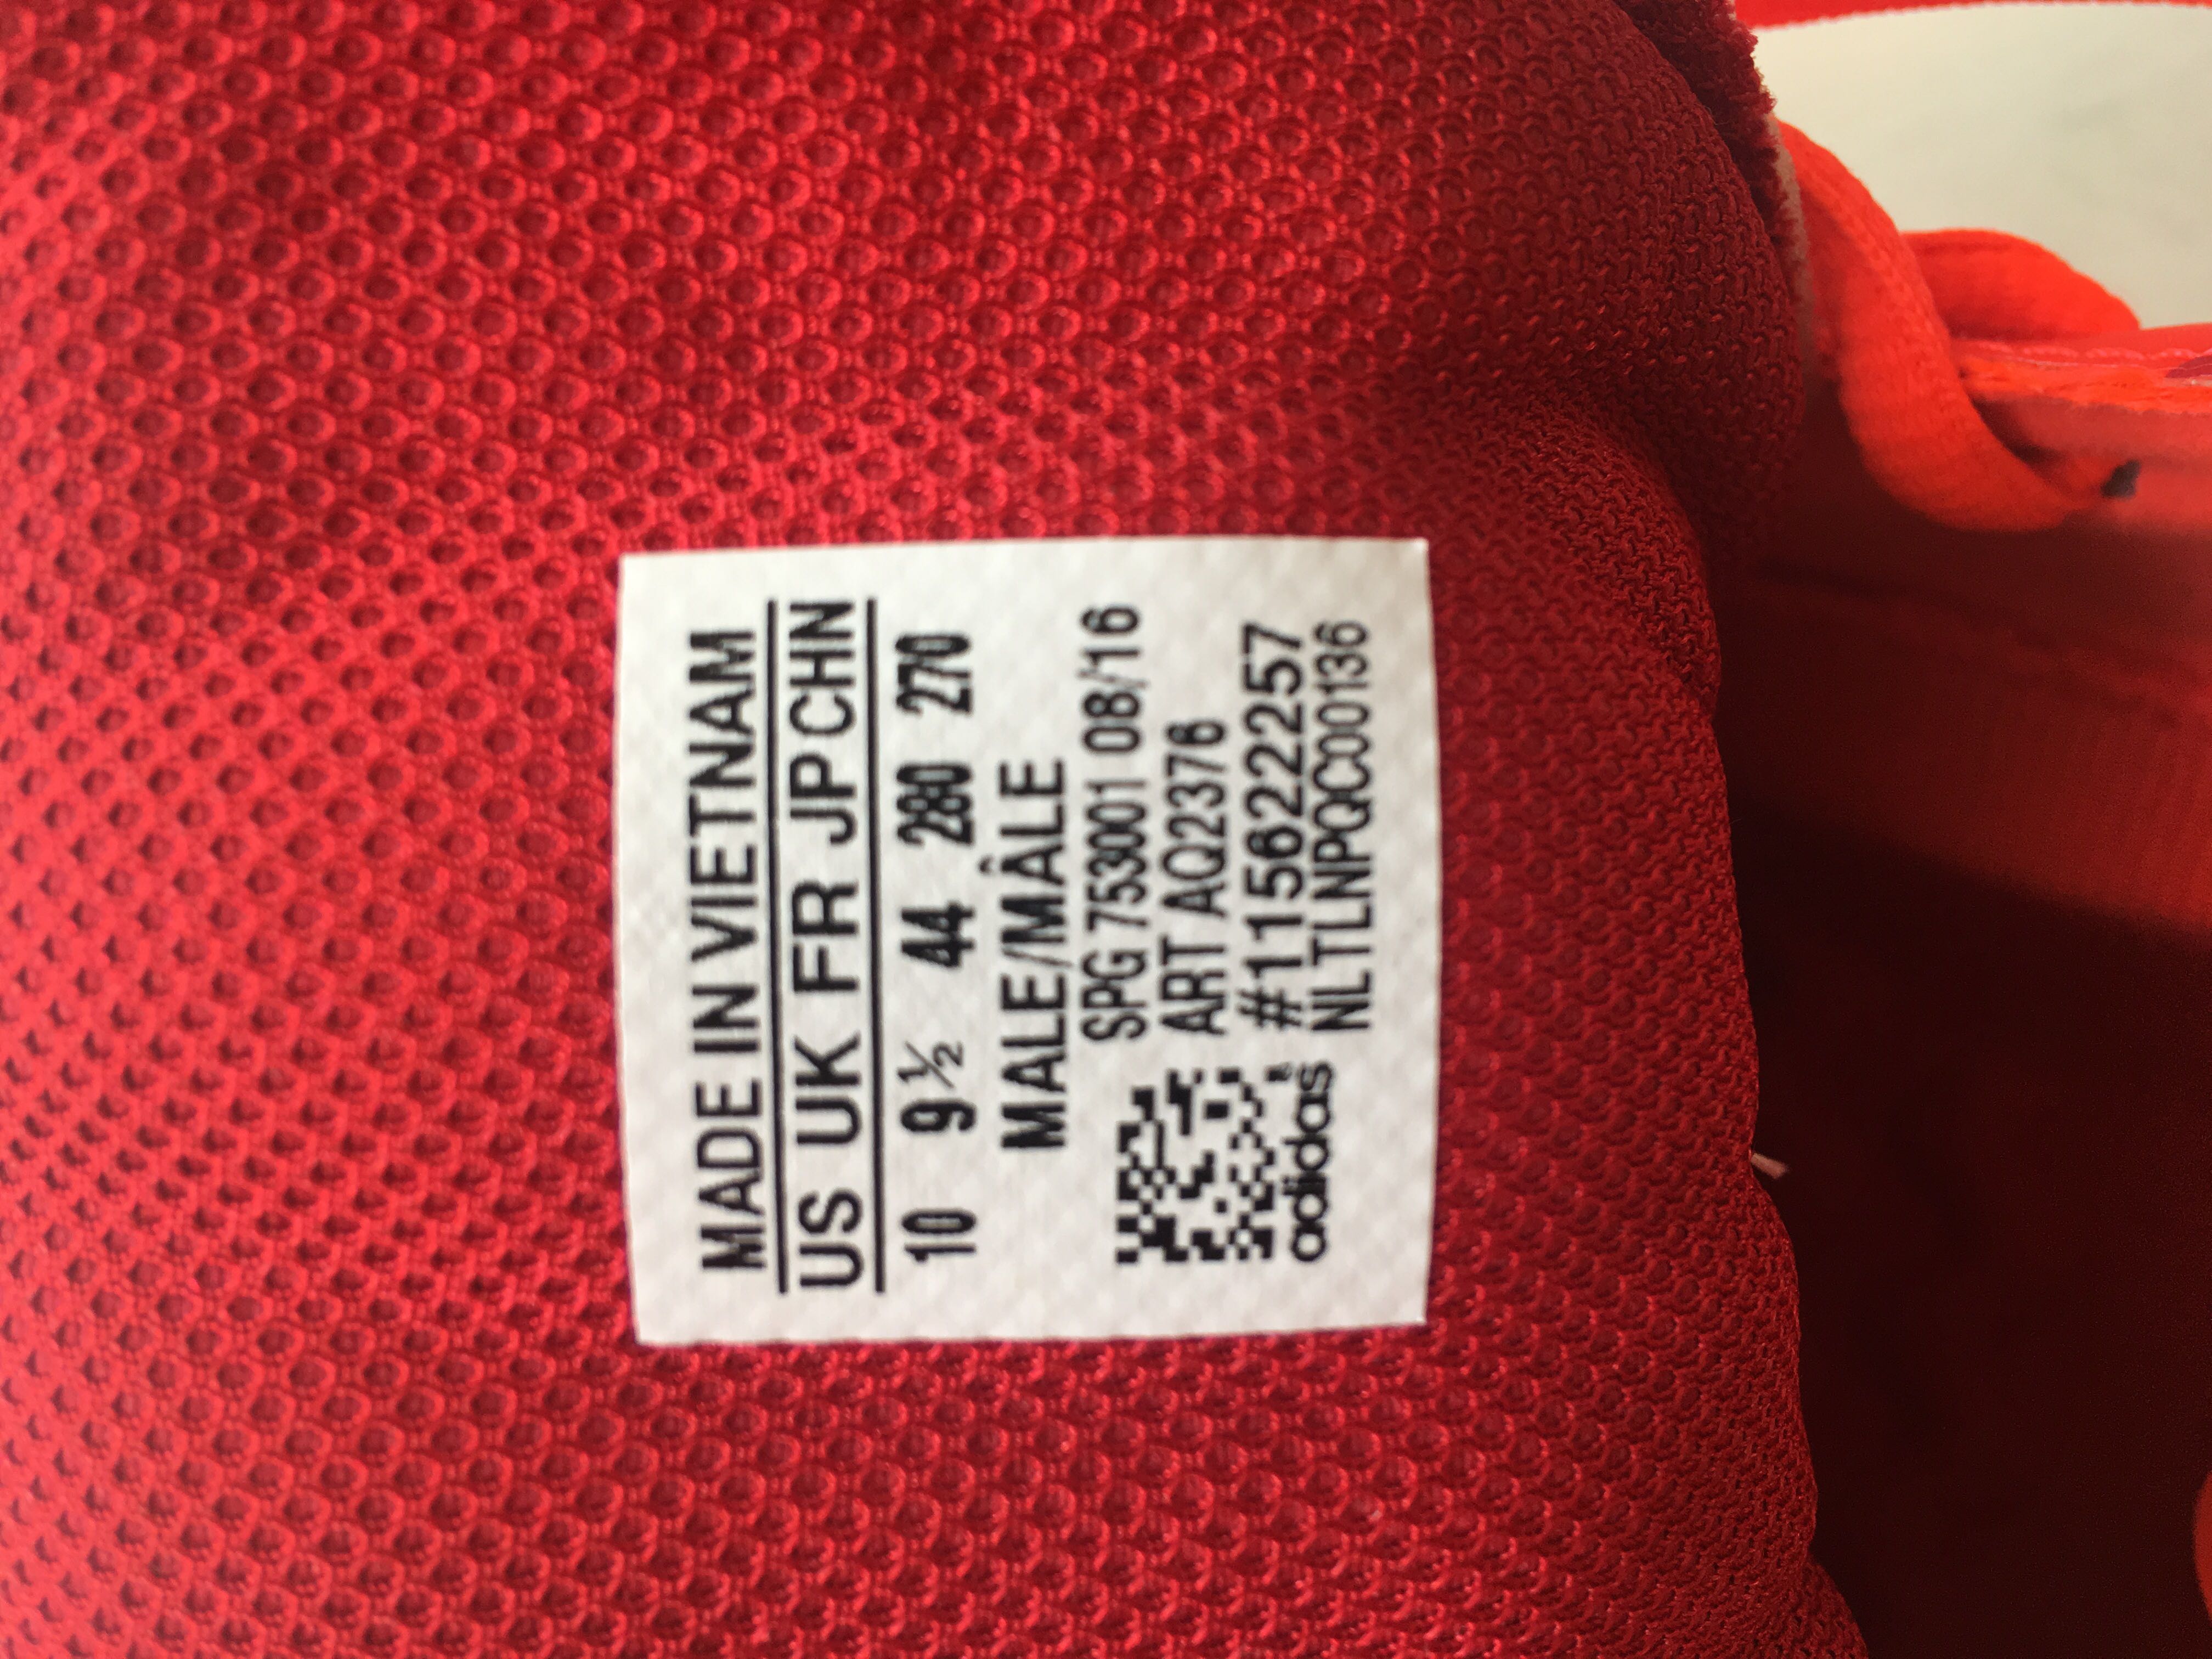 MADE IN VIETNAM
US UK FR JP CHN
10 9½ 44 280 270
MALE/MÂLE
SPG 753001 08/16
ART AQ2376
#1156222257
adidas® NLTLNPQC00136